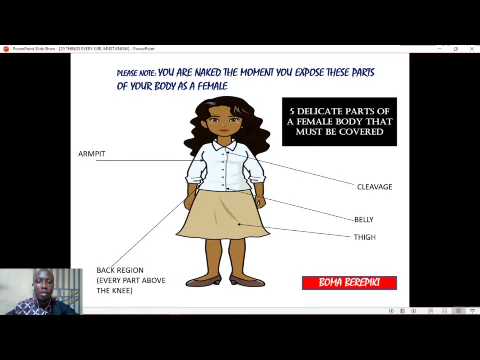 PowerPoint Slide Show - [20 THINGS EVERY GIRL MUST KNOW] - PowerPoint
PLEASE NOTE: YOU ARE NAKED THE MOMENT YOU EXPOSE THESE PARTS
OF YOUR BODY AS A FEMALE
5 DELICATE PARTS OF
A FEMALE BODY THAT
MUST BE COVERED
ARMPIT
CLEAVAGE
BELLY
THIGH
BACK REGION
(EVERY PART ABOVE
THE KNEE)
BOMA BEREPIKI